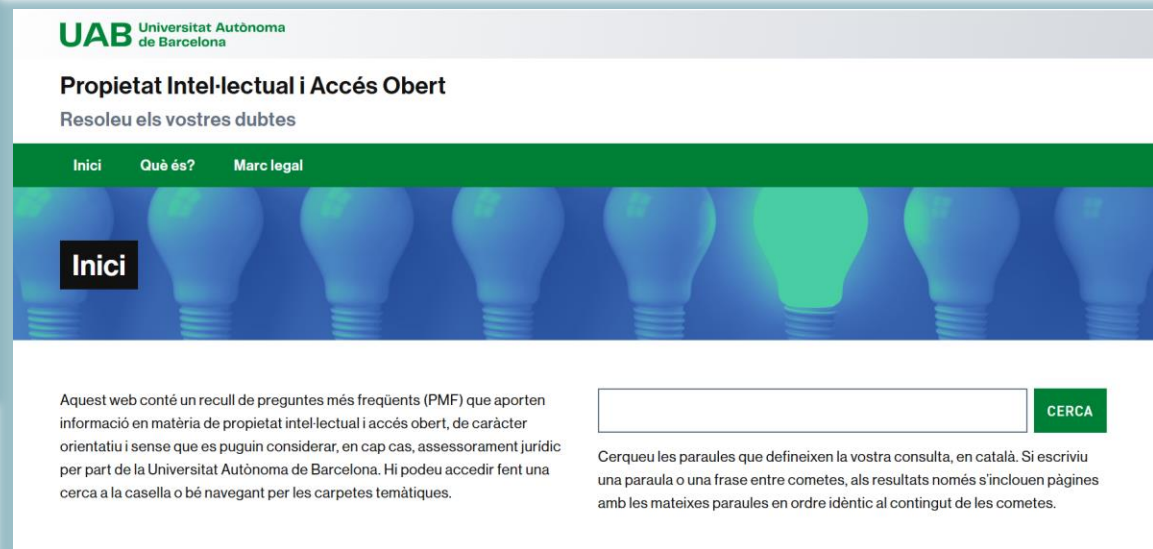 UAB Universitat Autònoma
de Barcelona
Propietat Intel·lectual i Accés Obert
Resoleu els vostres dubtes
Inici Què és? Marc legal
Inici
Aquest web conté un recull de preguntes més freqüents (PMF) que aporten
informació en matèria de propietat intel·lectual i accés obert, de caràcter
orientatiu i sense que es puguin considerar, en cap cas, assessorament jurídic
per part de la Universitat Autònoma de Barcelona. Hi podeu accedir fent una
cerca a la casella o bé navegant per les carpetes temàtiques.
CERCA
Cerqueu les paraules que defineixen la vostra consulta, en català. Si escriviu
una paraula o una frase entre cometes, als resultats només s'inclouen pàgines
amb les mateixes paraules en ordre idèntic al contingut de les cometes.